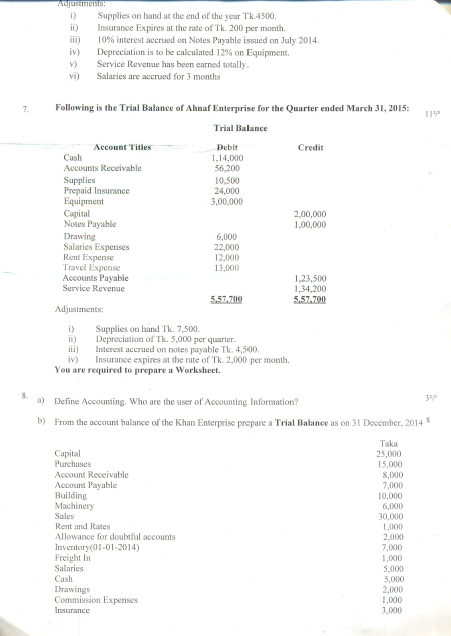 Adjustments:
i) Supplies on hand at the end of the year Tk.4500.
ii) Insurance Expires at the rate of Tk. 200 per month.
iii) 10% interest accrued on Notes Payable issued on July 2014.
iv) Depreciation is to be calculated 12% on Equipment.
v) Service Revenue has been earned totally.
vi) Salaries are accrued for 3 months
7. Following is the Trial Balance of Ahnaf Enterprise for the Quarter ended March 31, 2015:
Trial Balance
Account Titles Debit Credit
Cash 1,14,000
Accounts Receivable 56,200
Supplies 10,500
Prepaid Insurance 24,000
Equipment 3,00,000
Capital 2,00,000
Notes Payable 1,00,000
Drawing 6,000
Salaries Expenses 22,000
Rent Expense 12,000
Travel Expense 13,000
Accounts Payable 1,23,500
Service Revenue 1,34,200
5,57,700 5,57,700
Adjustments:
i) Supplies on hand Tk. 7,500.
ii) Depreciation of Tk. 5,000 per quarter.
iii) Interest accrued on notes payable Tk. 4,500.
iv) Insurance expires at the rate of Tk. 2,000 per month.
You are required to prepare a Worksheet.
8. a) Define Accounting. Who are the user of Accounting Information?
b) From the account balance of the Khan Enterprise prepare a Trial Balance as on 31 December, 2014 8
Taka
Capital 25,000
Purchases 15,000
Account Receivable 8,000
Account Payable 7,000
Building 10,000
Machinery 6,000
Sales 30,000
Rent and Rates 1,000
Allowance for doubtful accounts 2,000
Inventory(01-01-2014) 7,000
Freight In 1,000
Salaries 5,000
Cash 5,000
Drawings 2,000
Commission Expenses 1,000
Insurance 3,000